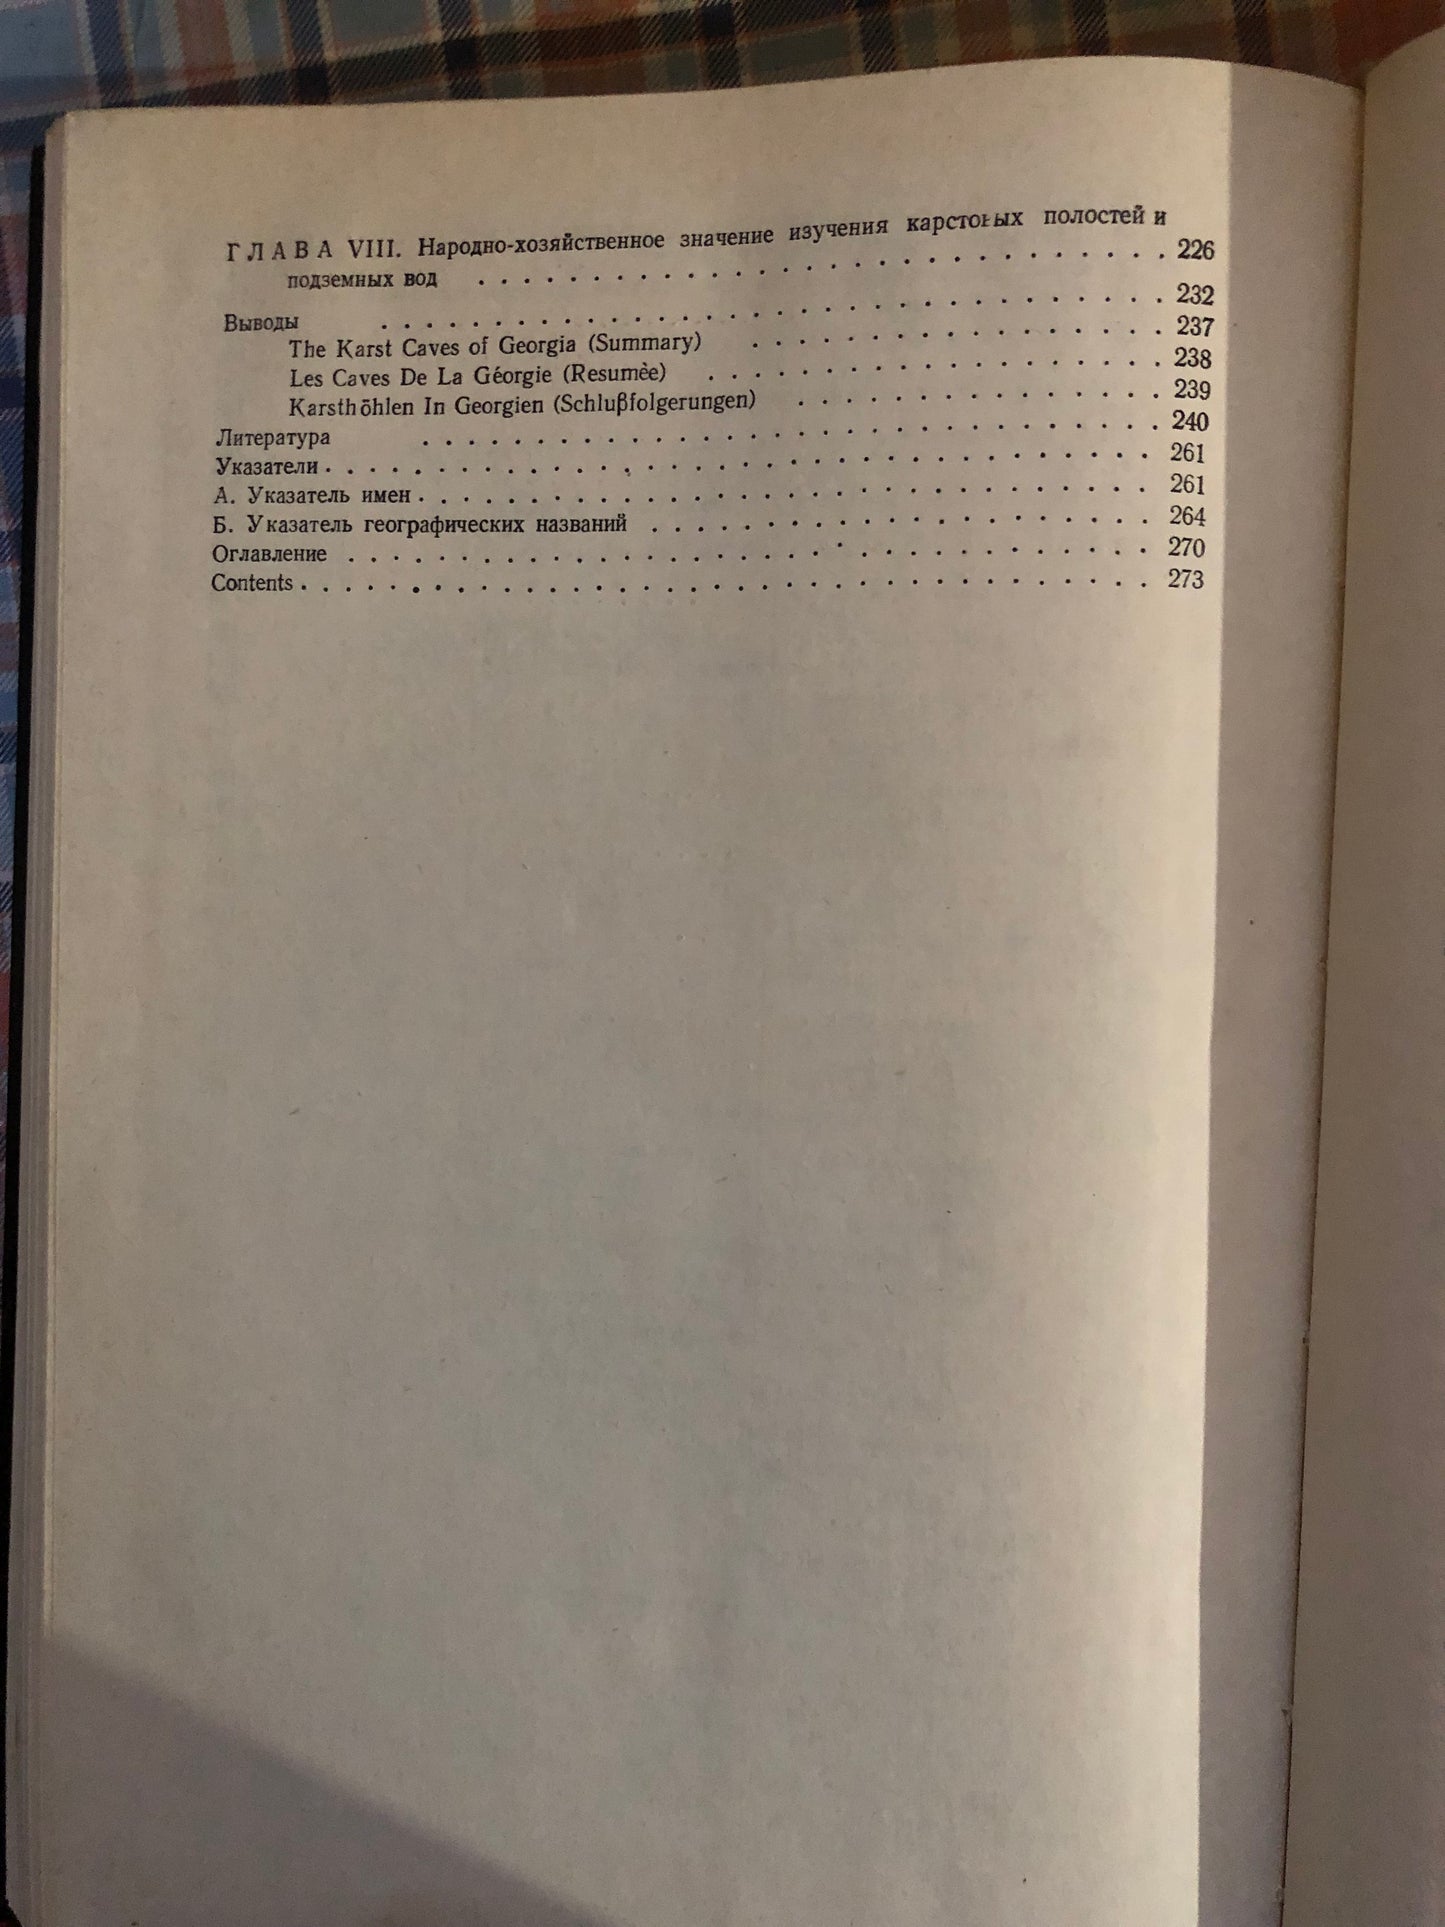 ГЛАВА VIII. Народно-хозяйственное значение изучения карстовых полостей и
подземных вод . . . . . . . . . . . . . . . . . . . . . . . . . . . . . . 226
Выводы . . . . . . . . . . . . . . . . . . . . . . . . . . . . . . . . . . 232
The Karst Caves of Georgia (Summary) . . . . . . . . . . . . . . . . . . 237
Les Caves De La Géorgie (Resumèe) . . . . . . . . . . . . . . . . . . . . 238
Karsthöhlen In Georgien (Schlußfolgerungen) . . . . . . . . . . . . . . . . 239
Литература . . . . . . . . . . . . . . . . . . . . . . . . . . . . . . . . 240
Указатели . . . . . . . . . . . . . . . . . . . . . . . . . . . . . . . . . 261
А. Указатель имен . . . . . . . . . . . . . . . . . . . . . . . . . . . . . 261
Б. Указатель географических названий . . . . . . . . . . . . . . . . . . . 264
Оглавление . . . . . . . . . . . . . . . . . . . . . . . . . . . . . . . . 270
Contents . . . . . . . . . . . . . . . . . . . . . . . . . . . . . . . . . 273